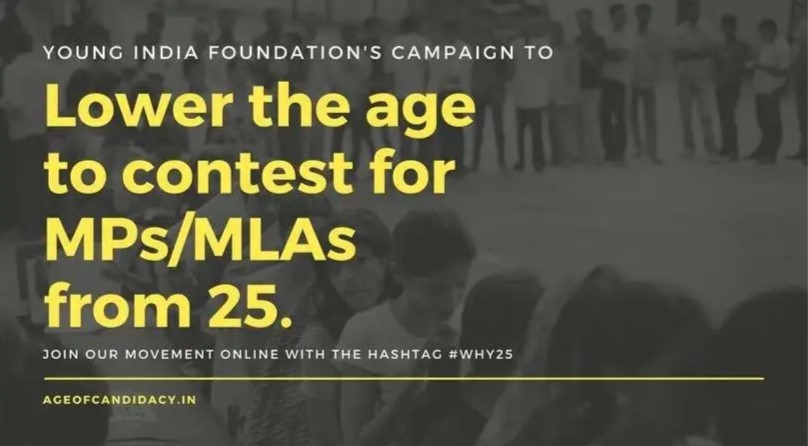 YOUNG INDIA FOUNDATION'S CAMPAIGN TO
Lower the age
to contest for
MPs/MLAs
from 25.
JOIN OUR MOVEMENT ONLINE WITH THE HASHTAG #WHY25
AGEOFCANDIDACY.IN